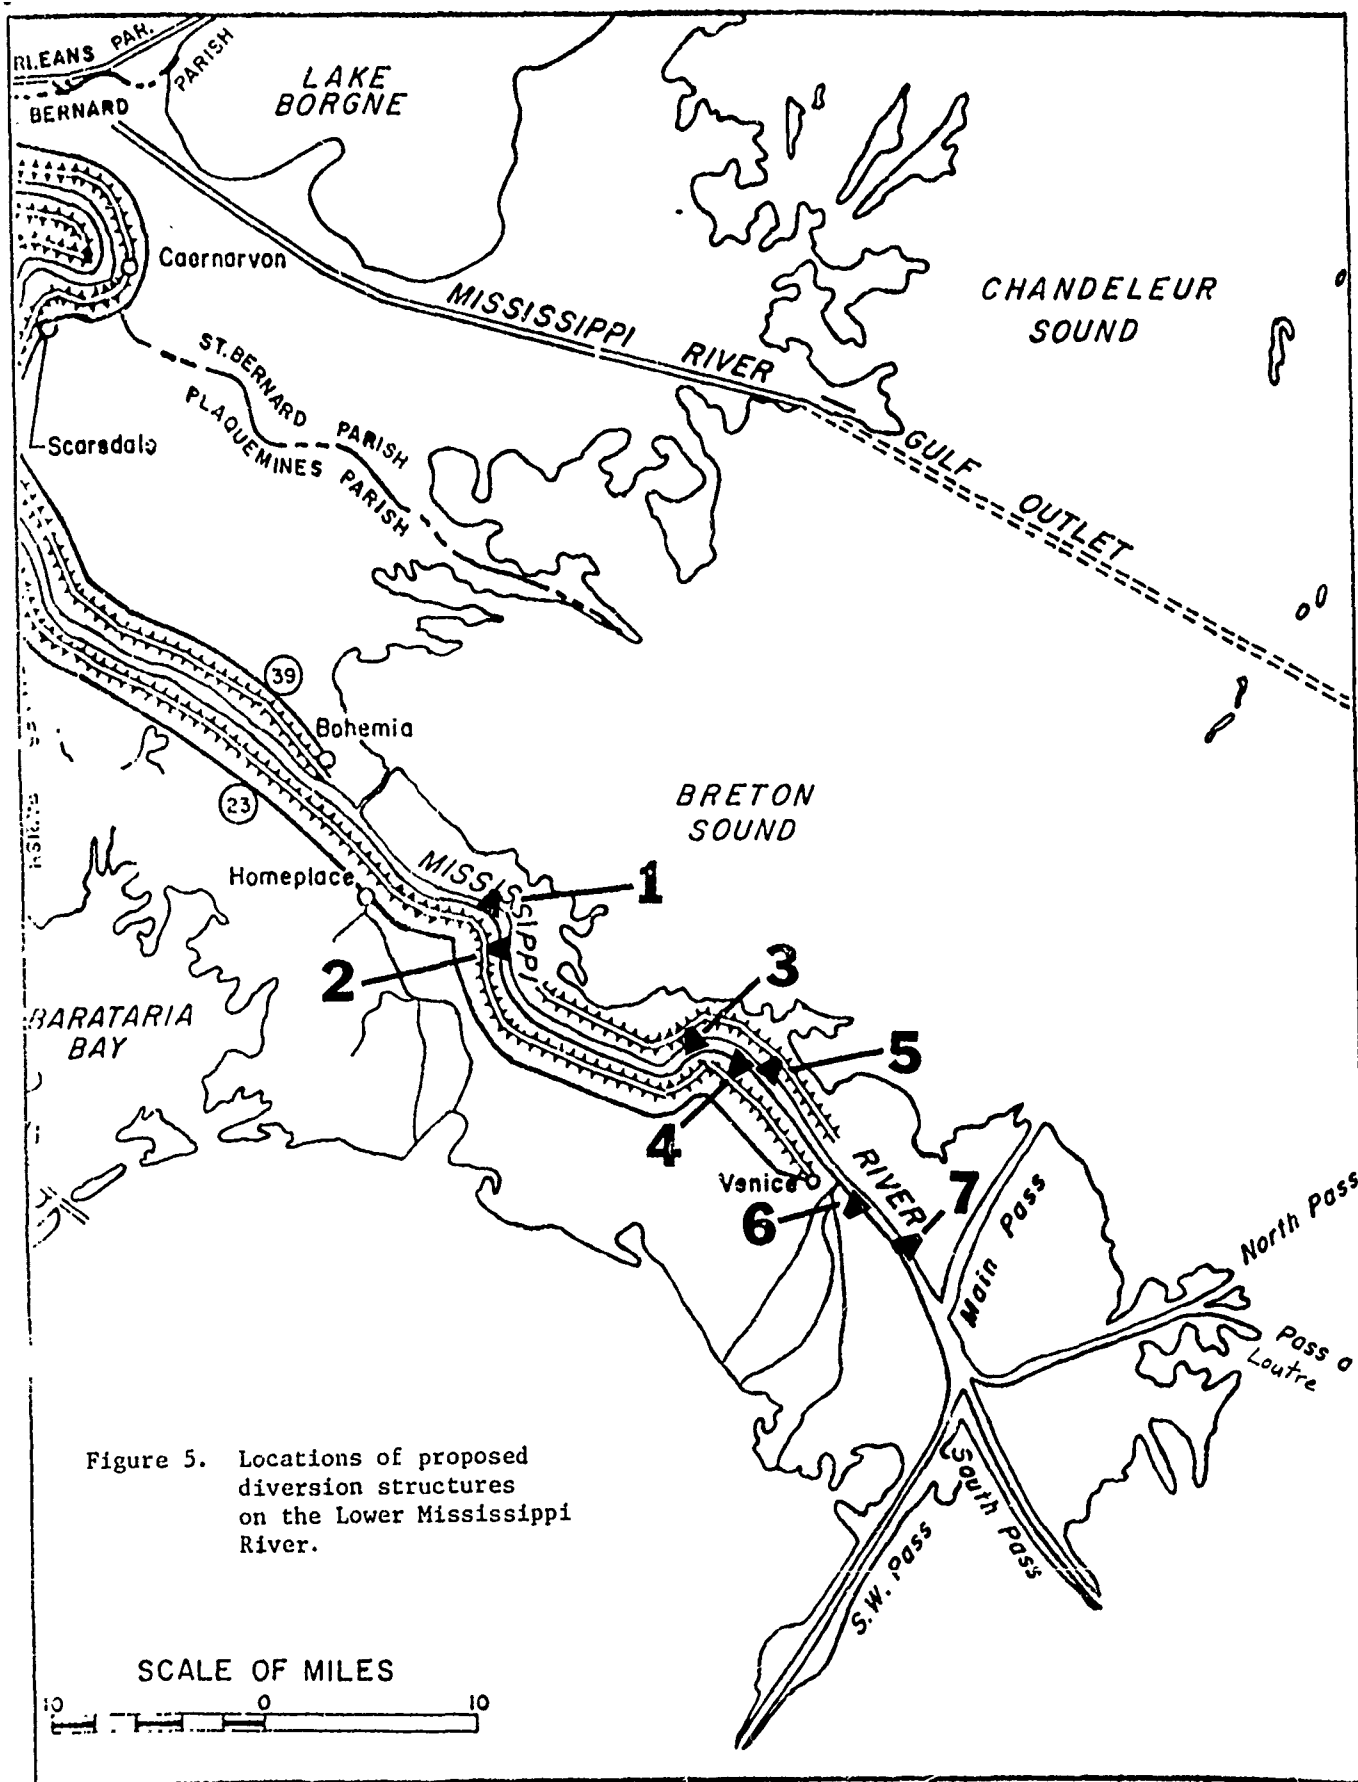 RLEANS PAR.
PARISH
BERNARD
LAKE
BORGNE
Caernarvon
CHANDELEUR
SOUND
MISSISSIPPI RIVER
GULF OUTLET
ST. BERNARD PARISH
PLAQUEMINES PARISH
Scarsdale
39
Bohemia
23
BRETON
SOUND
Homeplace
MISSISSIPPI
1
2
3
BARATARIA
BAY
5
4
Venice
RIVER
6
7
Main Pass
North Pass
Pass a
Loutre
South Pass
S.W. Pass
Figure 5. Locations of proposed
diversion structures
on the Lower Mississippi
River.
SCALE OF MILES
10 0 10